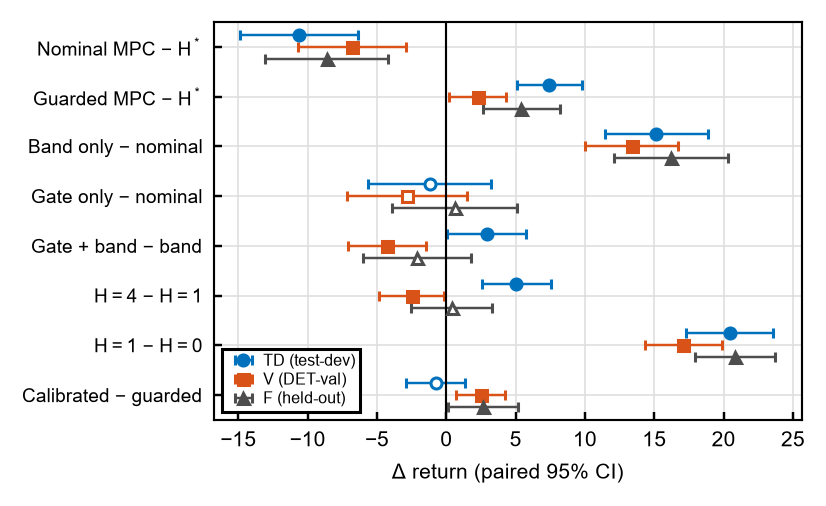 Nominal MPC − H*
Guarded MPC − H*
Band only − nominal
Gate only − nominal
Gate + band − band
H = 4 − H = 1
H = 1 − H = 0
Calibrated − guarded
TD (test-dev)
V (DET-val)
F (held-out)
−15 −10 −5 0 5 10 15 20 25
Δ return (paired 95% CI)